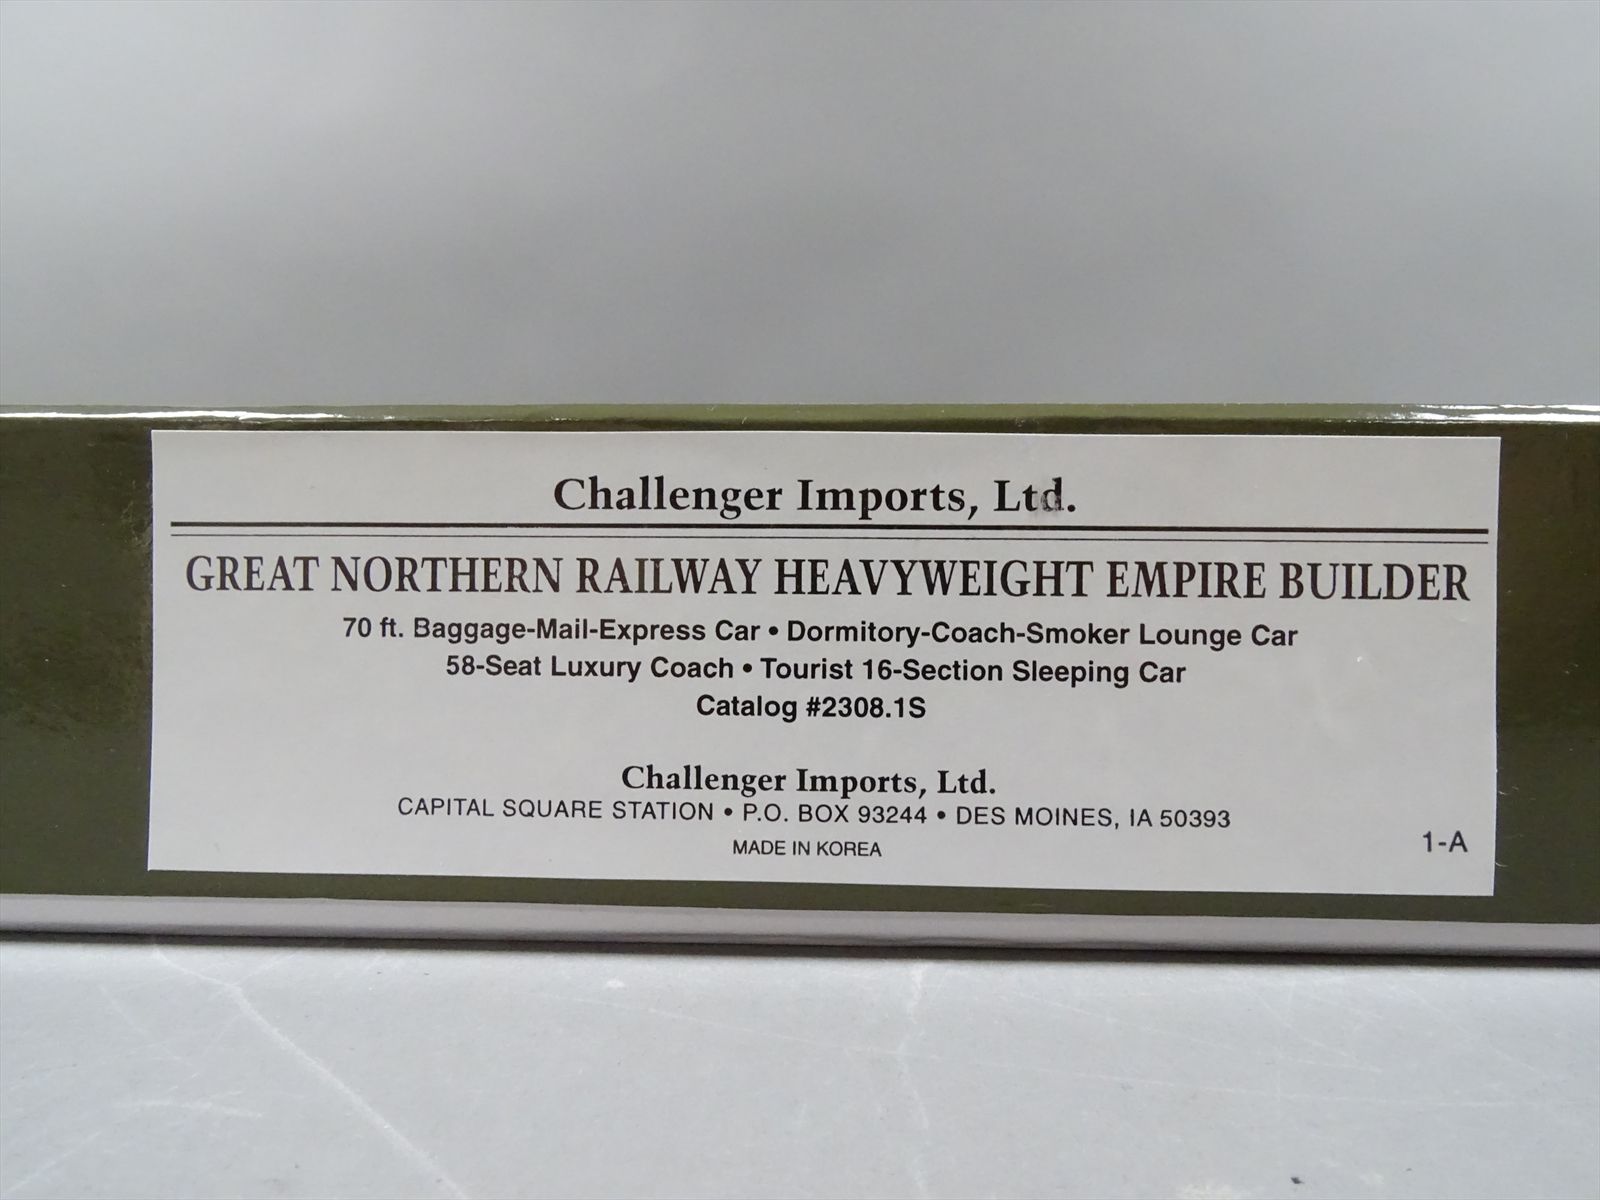 Challenger Imports, Ltd.
GREAT NORTHERN RAILWAY HEAVYWEIGHT EMPIRE BUILDER
70 ft. Baggage-Mail-Express Car • Dormitory-Coach-Smoker Lounge Car
58-Seat Luxury Coach • Tourist 16-Section Sleeping Car
Catalog #2308.1S
Challenger Imports, Ltd.
CAPITAL SQUARE STATION • P.O. BOX 93244 • DES MOINES, IA 50393
MADE IN KOREA
1-A